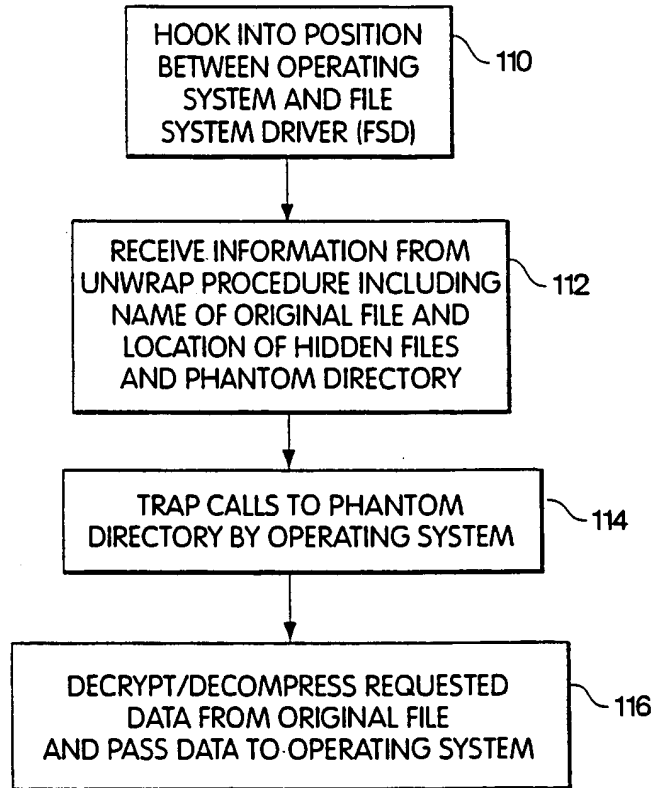 HOOK INTO POSITION
BETWEEN OPERATING
SYSTEM AND FILE
SYSTEM DRIVER (FSD)
110
RECEIVE INFORMATION FROM
UNWRAP PROCEDURE INCLUDING
NAME OF ORIGINAL FILE AND
LOCATION OF HIDDEN FILES
AND PHANTOM DIRECTORY
112
TRAP CALLS TO PHANTOM
DIRECTORY BY OPERATING SYSTEM
114
DECRYPT/DECOMPRESS REQUESTED
DATA FROM ORIGINAL FILE
AND PASS DATA TO OPERATING SYSTEM
116